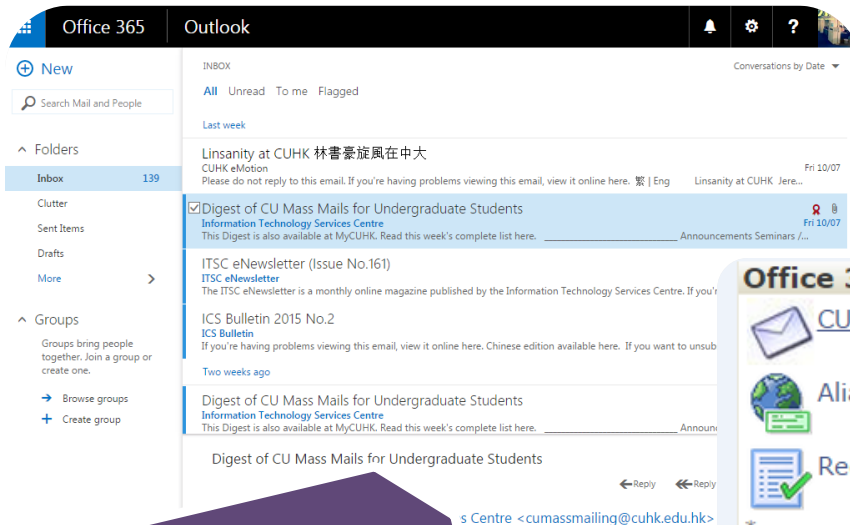 Office 365 Outlook ?
New
Search Mail and People
Folders
Inbox 139
Clutter
Sent Items
Drafts
More
Groups
Groups bring people
together. Join a group or
create one.
Browse groups
Create group
INBOX Conversations by Date
All Unread To me Flagged
Last week
Linsanity at CUHK 林書豪旋風在中大
CUHK eMotion Fri 10/07
Please do not reply to this email. If you're having problems viewing this email, view it online here. 繁 | Eng Linsanity at CUHK Jere...
Digest of CU Mass Mails for Undergraduate Students
Information Technology Services Centre Fri 10/07
This Digest is also available at MyCUHK. Read this week's complete list here. Announcements Seminars /...
ITSC eNewsletter (Issue No.161)
ITSC eNewsletter
The ITSC eNewsletter is a monthly online magazine published by the Information Technology Services Centre. If you'r
ICS Bulletin 2015 No.2
ICS Bulletin
If you're having problems viewing this email, view it online here. Chinese edition available here. If you want to unsub
Two weeks ago
Digest of CU Mass Mails for Undergraduate Students
Information Technology Services Centre
This Digest is also available at MyCUHK. Read this week's complete list here. Announ
Digest of CU Mass Mails for Undergraduate Students
Reply Reply
s Centre <cumassmailing@cuhk.edu.hk>
Office 3
CU
Alia
Re
*